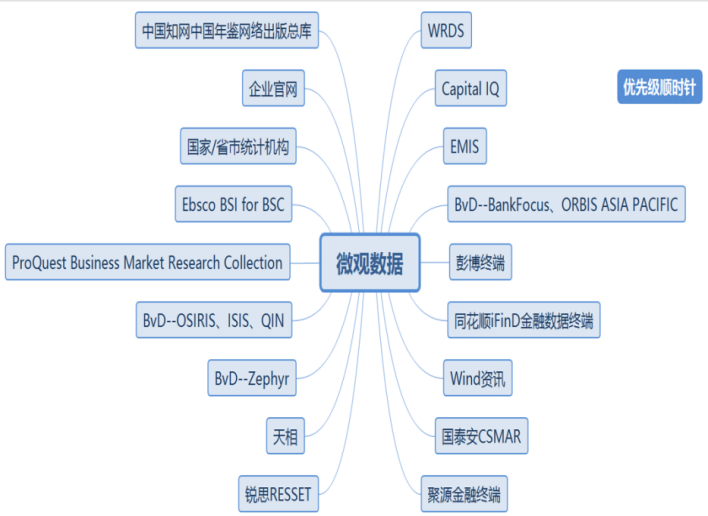 中国知网中国年鉴网络出版总库
WRDS
企业官网
Capital IQ
优先级顺时针
国家/省市统计机构
EMIS
Ebsco BSI for BSC
BvD--BankFocus、ORBIS ASIA PACIFIC
ProQuest Business Market Research Collection
微观数据
彭博终端
BvD--OSIRIS、ISIS、QIN
同花顺iFinD金融数据终端
BvD--Zephyr
Wind资讯
天相
国泰安CSMAR
锐思RESSET
聚源金融终端